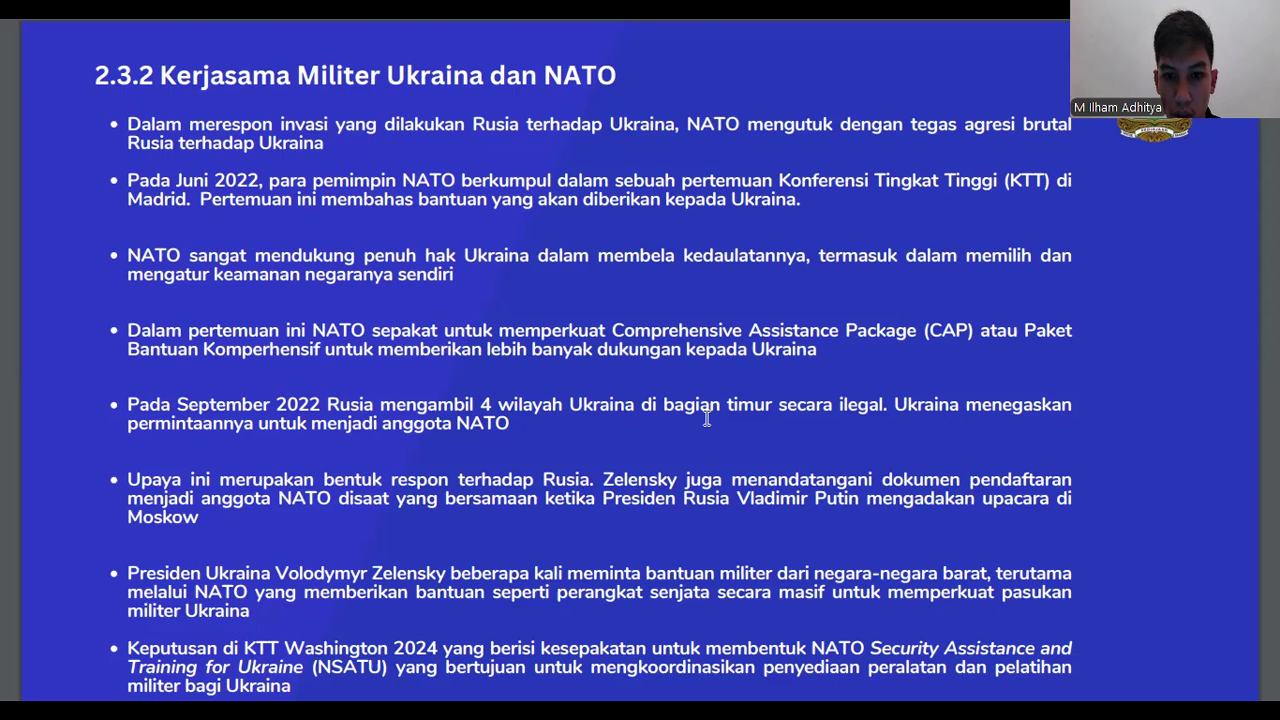 2.3.2 Kerjasama Militer Ukraina dan NATO
M Ilham Adhitya
• Dalam merespon invasi yang dilakukan Rusia terhadap Ukraina, NATO mengutuk dengan tegas agresi brutal
Rusia terhadap Ukraina
• Pada Juni 2022, para pemimpin NATO berkumpul dalam sebuah pertemuan Konferensi Tingkat Tinggi (KTT) di
Madrid. Pertemuan ini membahas bantuan yang akan diberikan kepada Ukraina.
• NATO sangat mendukung penuh hak Ukraina dalam membela kedaulatannya, termasuk dalam memilih dan
mengatur keamanan negaranya sendiri
• Dalam pertemuan ini NATO sepakat untuk memperkuat Comprehensive Assistance Package (CAP) atau Paket
Bantuan Komperhensif untuk memberikan lebih banyak dukungan kepada Ukraina
• Pada September 2022 Rusia mengambil 4 wilayah Ukraina di bagian timur secara ilegal. Ukraina menegaskan
permintaannya untuk menjadi anggota NATO
• Upaya ini merupakan bentuk respon terhadap Rusia. Zelensky juga menandatangani dokumen pendaftaran
menjadi anggota NATO disaat yang bersamaan ketika Presiden Rusia Vladimir Putin mengadakan upacara di
Moskow
• Presiden Ukraina Volodymyr Zelensky beberapa kali meminta bantuan militer dari negara-negara barat, terutama
melalui NATO yang memberikan bantuan seperti perangkat senjata secara masif untuk memperkuat pasukan
militer Ukraina
• Keputusan di KTT Washington 2024 yang berisi kesepakatan untuk membentuk NATO Security Assistance and
Training for Ukraine (NSATU) yang bertujuan untuk mengkoordinasikan penyediaan peralatan dan pelatihan
militer bagi Ukraina